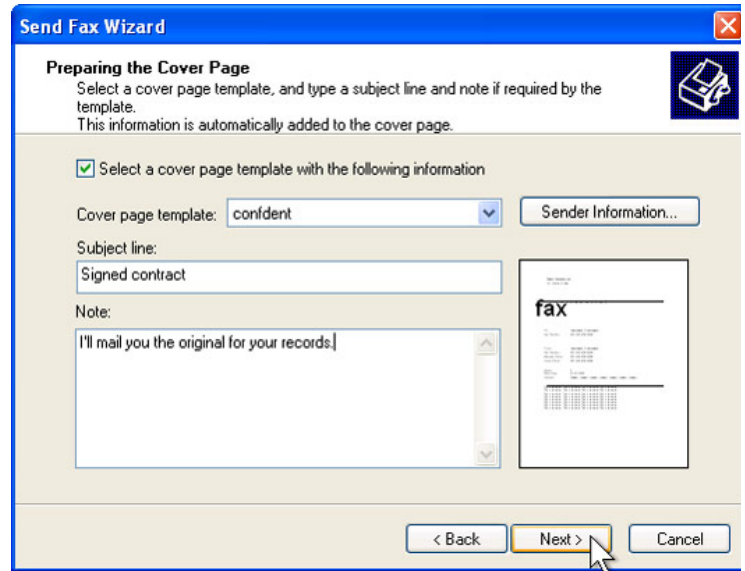 Send Fax Wizard
Preparing the Cover Page
Select a cover page template, and type a subject line and note if required by the
template.
This information is automatically added to the cover page.
Select a cover page template with the following information
Cover page template: confdent
Sender Information...
Subject line:
Signed contract
Note:
I'll mail you the original for your records.
fax
< Back
Next >
Cancel